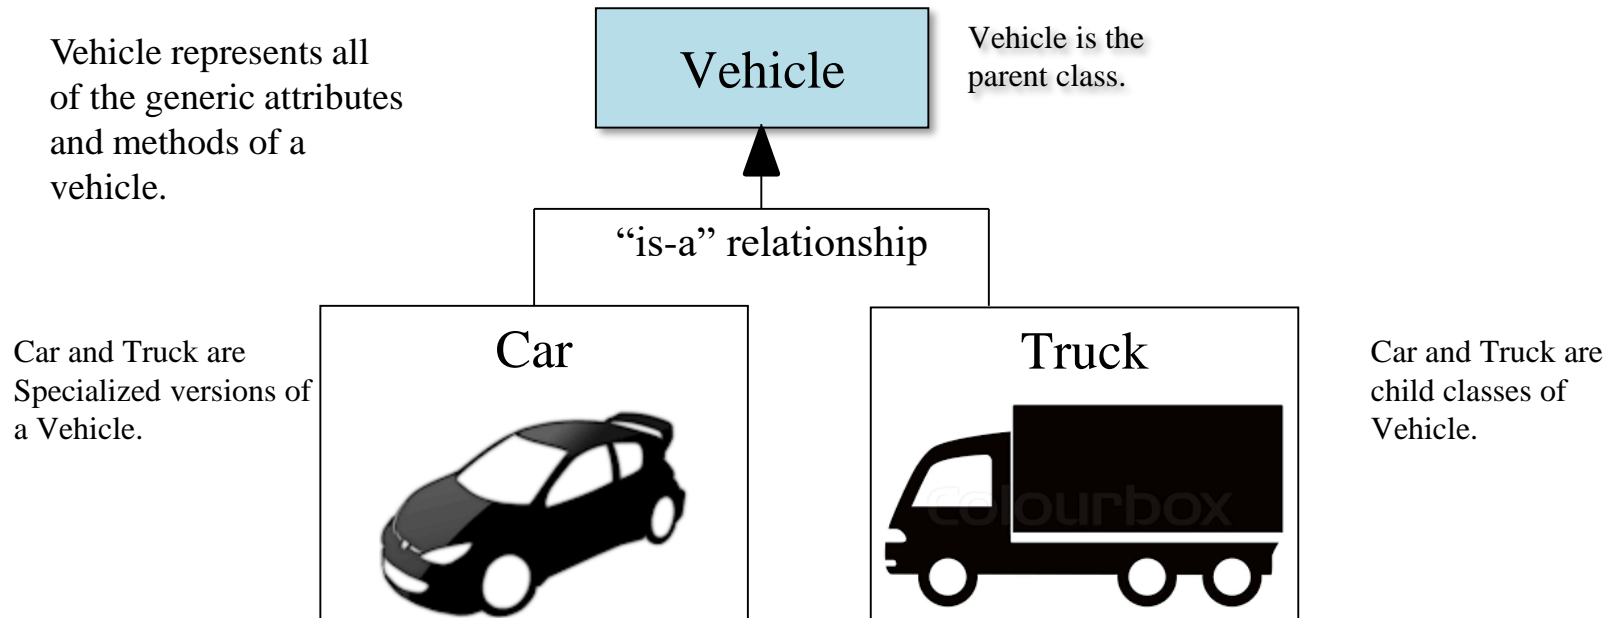 Vehicle represents all
of the generic attributes
and methods of a
vehicle.
Vehicle
Vehicle is the
parent class.
“is-a” relationship
Car and Truck are
Specialized versions of
a Vehicle.
Car
Truck
colourbox
Car and Truck are
child classes of
Vehicle.